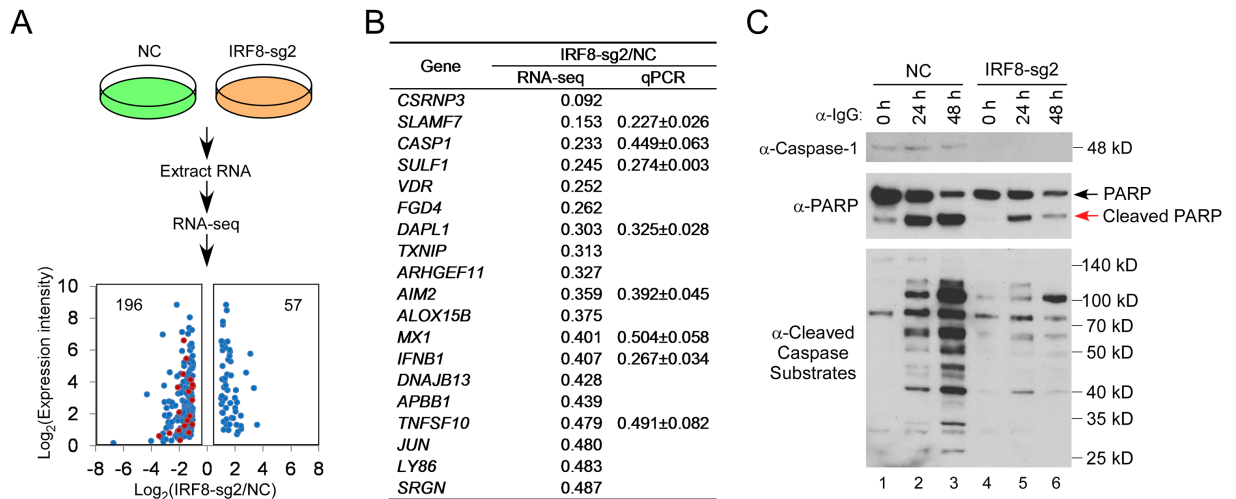 A
NC IRF8-sg2
Extract RNA
RNA-seq
196 57
Log2(Expression intensity)
10
8
6
4
2
0
-8 -6 -4 -2 0 2 4 6 8
Log2(IRF8-sg2/NC)
B
Gene IRF8-sg2/NC
RNA-seq qPCR
CSRNP3 0.092
SLAMF7 0.153 0.227±0.026
CASP1 0.233 0.449±0.063
SULF1 0.245 0.274±0.003
VDR 0.252
FGD4 0.262
DAPL1 0.303 0.325±0.028
TXNIP 0.313
ARHGEF11 0.327
AIM2 0.359 0.392±0.045
ALOX15B 0.375
MX1 0.401 0.504±0.058
IFNB1 0.407 0.267±0.034
DNAJB13 0.428
APBB1 0.439
TNFSF10 0.479 0.491±0.082
JUN 0.480
LY86 0.483
SRGN 0.487
C
NC IRF8-sg2
α-IgG: 0 h 24 h 48 h 0 h 24 h 48 h
α-Caspase-1 48 kD
α-PARP PARP
Cleaved PARP
α-Cleaved
Caspase
Substrates
140 kD
100 kD
70 kD
50 kD
40 kD
35 kD
25 kD
1 2 3 4 5 6